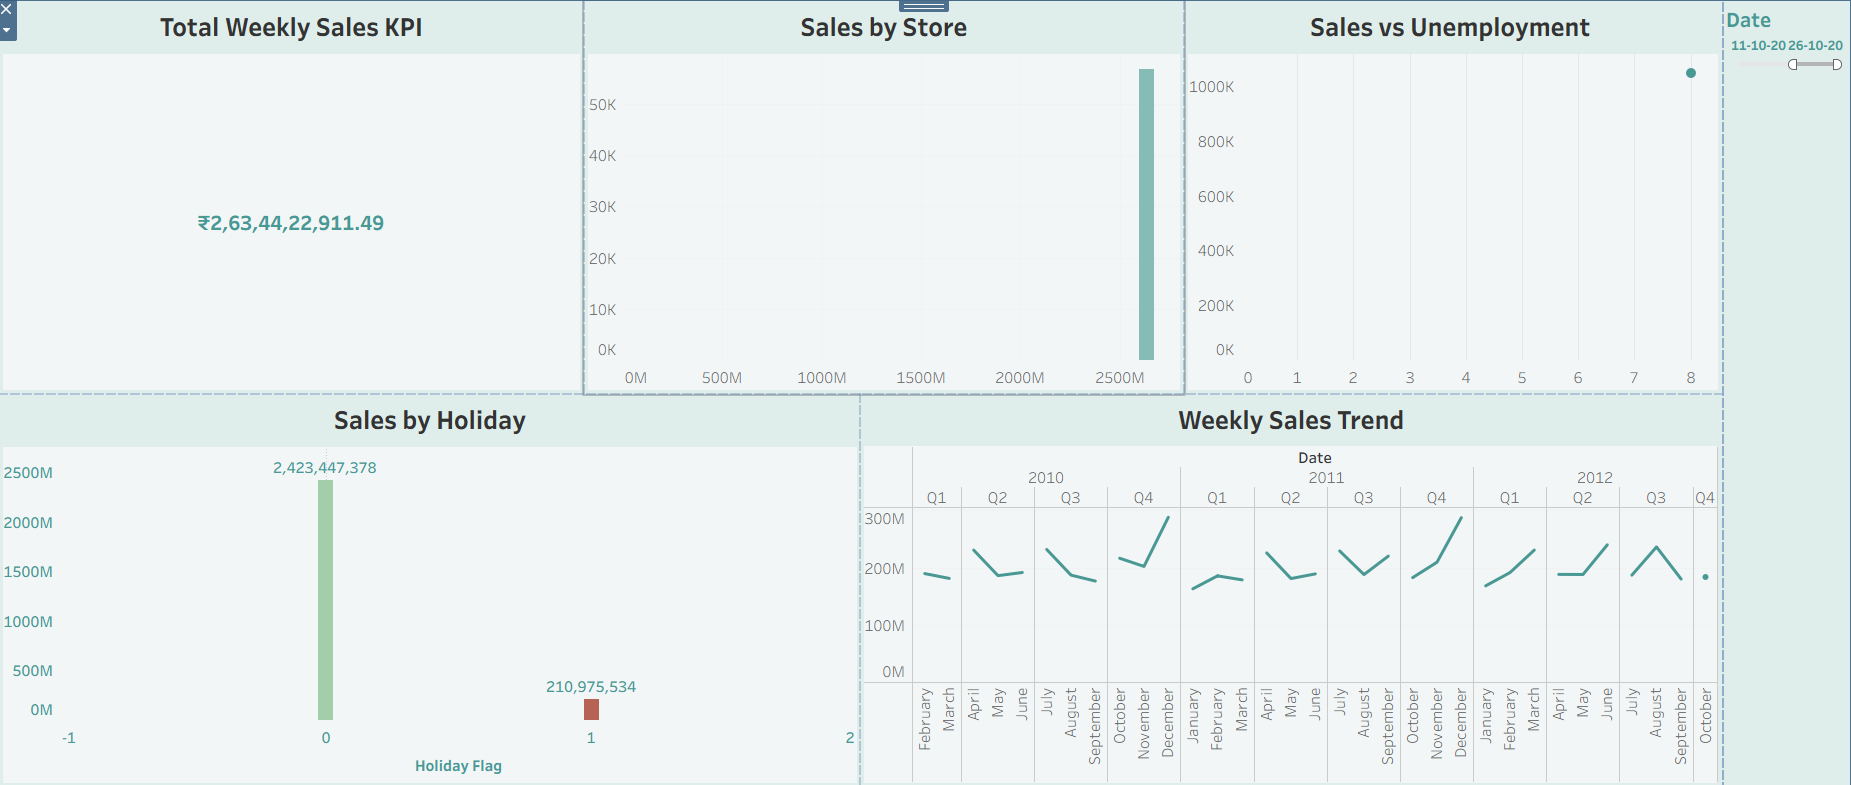 Total Weekly Sales KPI
₹2,63,44,22,911.49
Sales by Store
50K
40K
30K
20K
10K
0K
0M 500M 1000M 1500M 2000M 2500M
Sales vs Unemployment
1000K
800K
600K
400K
200K
0K
0 1 2 3 4 5 6 7 8
Date
11-10-20 26-10-20
Sales by Holiday
2500M
2000M
1500M
1000M
500M
0M
2,423,447,378
210,975,534
-1 0 1 2
Holiday Flag
Weekly Sales Trend
Date
2010 2011 2012
Q1 Q2 Q3 Q4 Q1 Q2 Q3 Q4 Q1 Q2 Q3 Q4
300M
200M
100M
0M
February March April May June July August September October November December January February March April May June July August September October November December January February March April May June July August September October